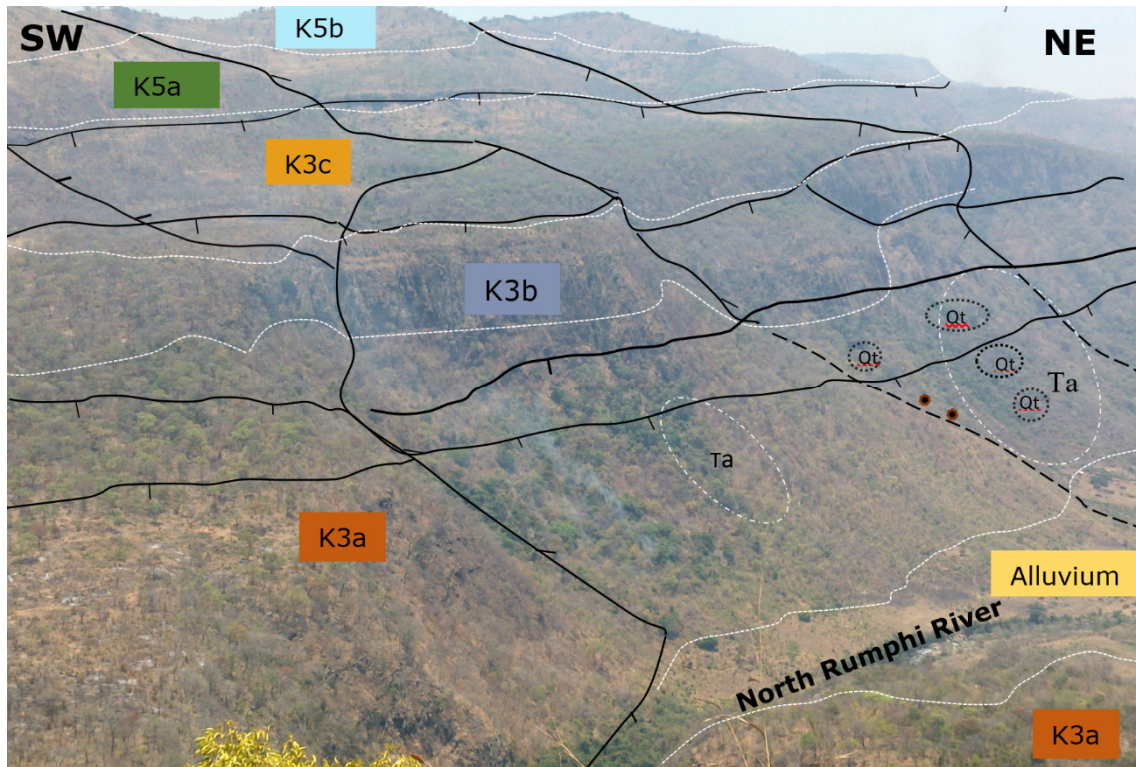 SW
K5b
NE
K5a
K3c
K3b
Qt
Qt
Qt
Ta
Qt
Ta
K3a
Alluvium
North Rumphi River
K3a